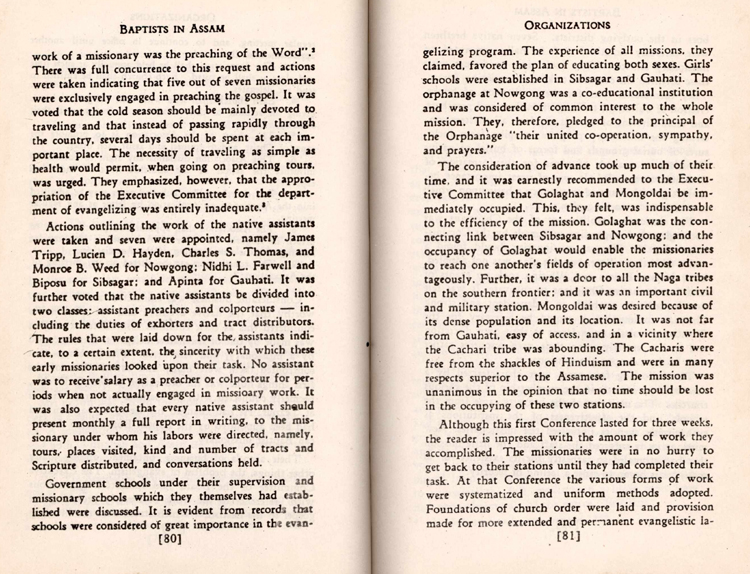 BAPTISTS IN ASSAM
work of a missionary was the preaching of the Word".²
There was full concurrence to this request and actions
were taken indicating that five out of seven missionaries
were exclusively engaged in preaching the gospel. It was
voted that the cold season should be mainly devoted to
traveling and that instead of passing rapidly through
the country, several days should be spent at each im-
portant place. The necessity of traveling as simple as
health would permit, when going on preaching tours,
was urged. They emphasized, however, that the appro-
priation of the Executive Committee for the depart-
ment of evangelizing was entirely inadequate.³
Actions outlining the work of the native assistants
were taken and seven were appointed, namely James
Tripp, Lucien D. Hayden, Charles S. Thomas, and
Monroe B. Weed for Nowgong; Nidhi L. Farwell and
Biposu for Sibsagar; and Apinta for Gauhati. It was
further voted that the native assistants be divided into
two classes: assistant preachers and colporteurs — in-
cluding the duties of exhorters and tract distributors.
The rules that were laid down for the assistants indi-
cate, to a certain extent, the sincerity with which these
early missionaries looked upon their task. No assistant
was to receive salary as a preacher or colporteur for per-
iods when not actually engaged in missioary work. It
was also expected that every native assistant should
present monthly a full report in writing, to the mis-
sionary under whom his labors were directed, namely,
tours, places visited, kind and number of tracts and
Scripture distributed, and conversations held.
Government schools under their supervision and
missionary schools which they themselves had estab-
lished were discussed. It is evident from records that
schools were considered of great importance in the evan-
[80]
ORGANIZATIONS
gelizing program. The experience of all missions, they
claimed, favored the plan of educating both sexes. Girls'
schools were established in Sibsagar and Gauhati. The
orphanage at Nowgong was a co-educational institution
and was considered of common interest to the whole
mission. They, therefore, pledged to the principal of
the Orphanage "their united co-operation, sympathy,
and prayers."
The consideration of advance took up much of their
time, and it was earnestly recommended to the Execu-
tive Committee that Golaghat and Mongoldai be im-
mediately occupied. This, they felt, was indispensable
to the efficiency of the mission. Golaghat was the con-
necting link between Sibsagar and Nowgong; and the
occupancy of Golaghat would enable the missionaries
to reach one another's fields of operation most advan-
tageously. Further, it was a door to all the Naga tribes
on the southern frontier; and it was an important civil
and military station. Mongoldai was desired because of
its dense population and its location. It was not far
from Gauhati, easy of access, and in a vicinity where
the Cachari tribe was abounding. The Cacharis were
free from the shackles of Hinduism and were in many
respects superior to the Assamese. The mission was
unanimous in the opinion that no time should be lost
in the occupying of these two stations.
Although this first Conference lasted for three weeks,
the reader is impressed with the amount of work they
accomplished. The missionaries were in no hurry to
get back to their stations until they had completed their
task. At that Conference the various forms of work
were systematized and uniform methods adopted.
Foundations of church order were laid and provision
made for more extended and permanent evangelistic la-
[81]